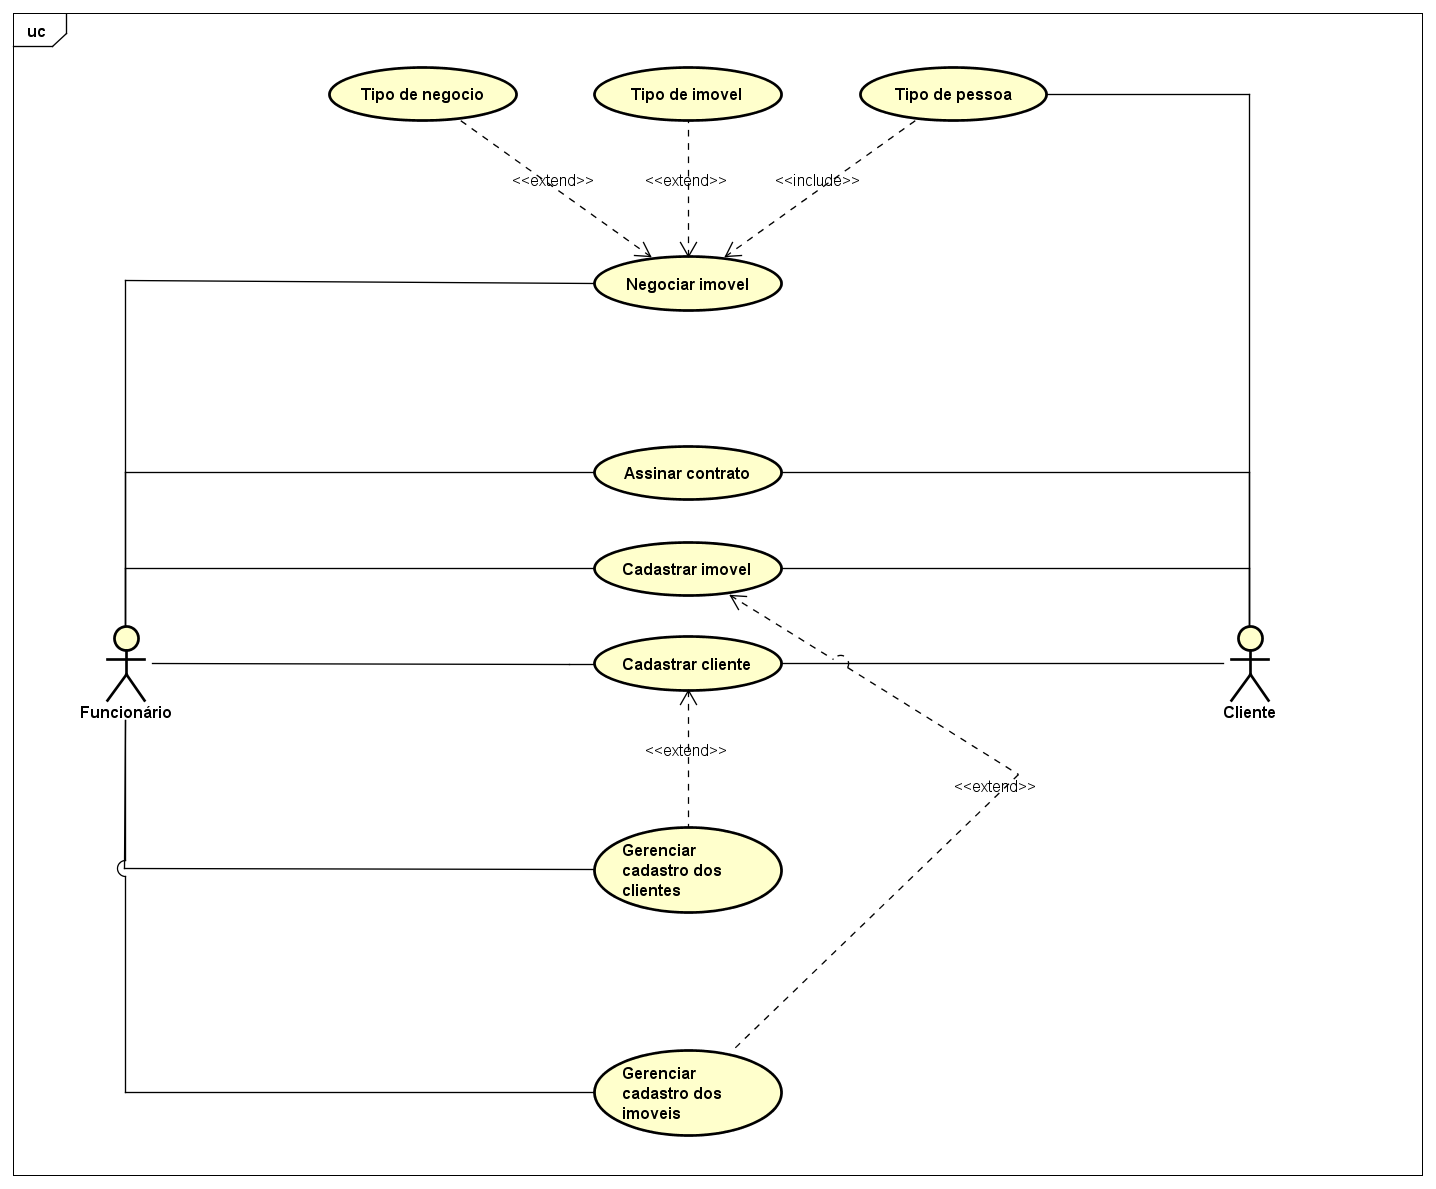 uc
Tipo de negocio
Tipo de imovel
Tipo de pessoa
<<extend>>
<<extend>>
<<include>>
Negociar imovel
Assinar contrato
Cadastrar imovel
Cadastrar cliente
Funcionário
Cliente
<<extend>>
<<extend>>
Gerenciar
cadastro dos
clientes
Gerenciar
cadastro dos
imoveis